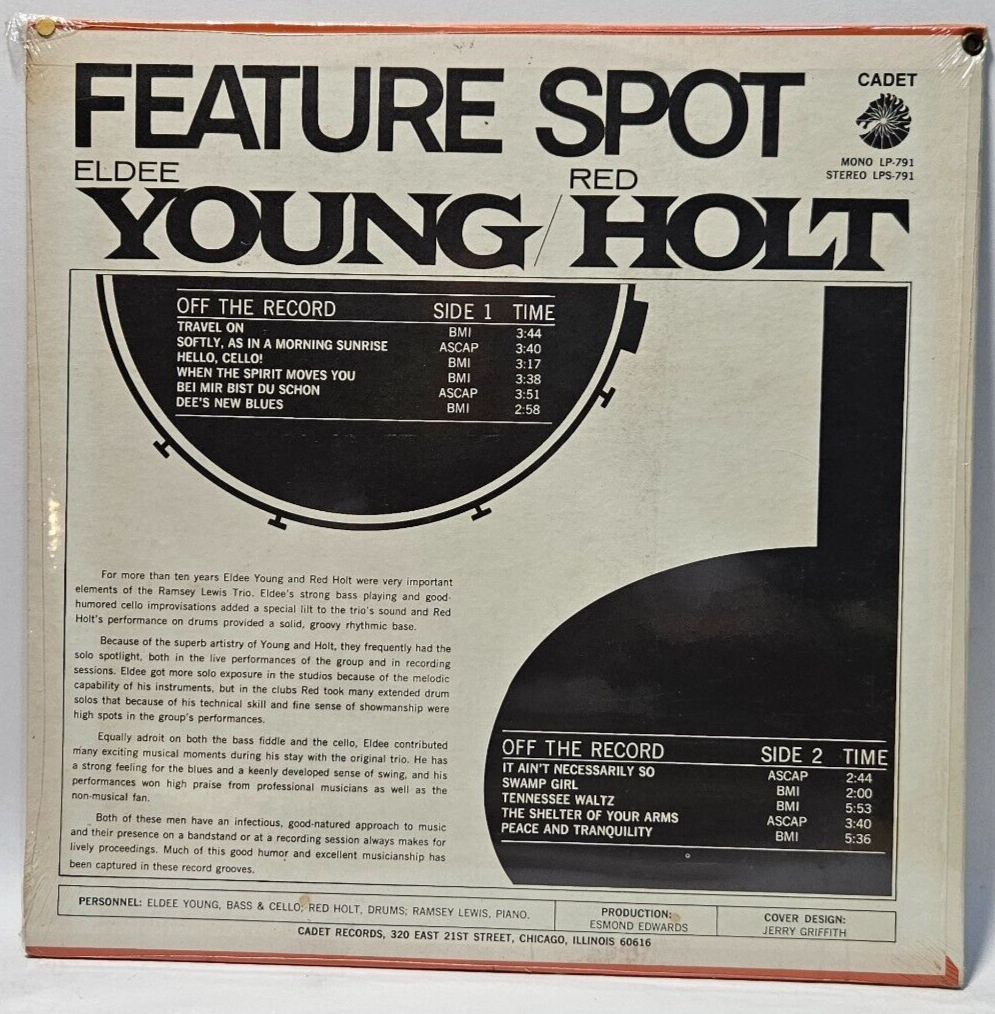 FEATURE SPOT
CADET
MONO LP-791
STEREO LPS-791
ELDEE RED
YOUNG/HOLT
OFF THE RECORD SIDE 1 TIME
TRAVEL ON BMI 3:44
SOFTLY, AS IN A MORNING SUNRISE ASCAP 3:40
HELLO, CELLO! BMI 3:17
WHEN THE SPIRIT MOVES YOU BMI 3:38
BEI MIR BIST DU SCHON ASCAP 3:51
DEE'S NEW BLUES BMI 2:58
For more than ten years Eldee Young and Red Holt were very important
elements of the Ramsey Lewis Trio. Eldee's strong bass playing and good-
humored cello improvisations added a special lilt to the trio's sound and Red
Holt's performance on drums provided a solid, groovy rhythmic base.
Because of the superb artistry of Young and Holt, they frequently had the
solo spotlight, both in the live performances of the group and in recording
sessions. Eldee got more solo exposure in the studios because of the melodic
capability of his instruments, but in the clubs Red took many extended drum
solos that because of his technical skill and fine sense of showmanship were
high spots in the group's performances.
Equally adroit on both the bass fiddle and the cello, Eldee contributed
many exciting musical moments during his stay with the original trio. He has
a strong feeling for the blues and a keenly developed sense of swing, and his
performances won high praise from professional musicians as well as the
non-musical fan.
Both of these men have an infectious, good-natured approach to music
and their presence on a bandstand or at a recording session always makes for
lively proceedings. Much of this good humor and excellent musicianship has
been captured in these record grooves.
OFF THE RECORD SIDE 2 TIME
IT AIN'T NECESSARILY SO ASCAP 2:44
SWAMP GIRL BMI 2:00
TENNESSEE WALTZ BMI 5:53
THE SHELTER OF YOUR ARMS ASCAP 3:40
PEACE AND TRANQUILITY BMI 5:36
PERSONNEL: ELDEE YOUNG, BASS & CELLO; RED HOLT, DRUMS; RAMSEY LEWIS, PIANO.
PRODUCTION:
ESMOND EDWARDS
COVER DESIGN:
JERRY GRIFFITH
CADET RECORDS, 320 EAST 21ST STREET, CHICAGO, ILLINOIS 60616